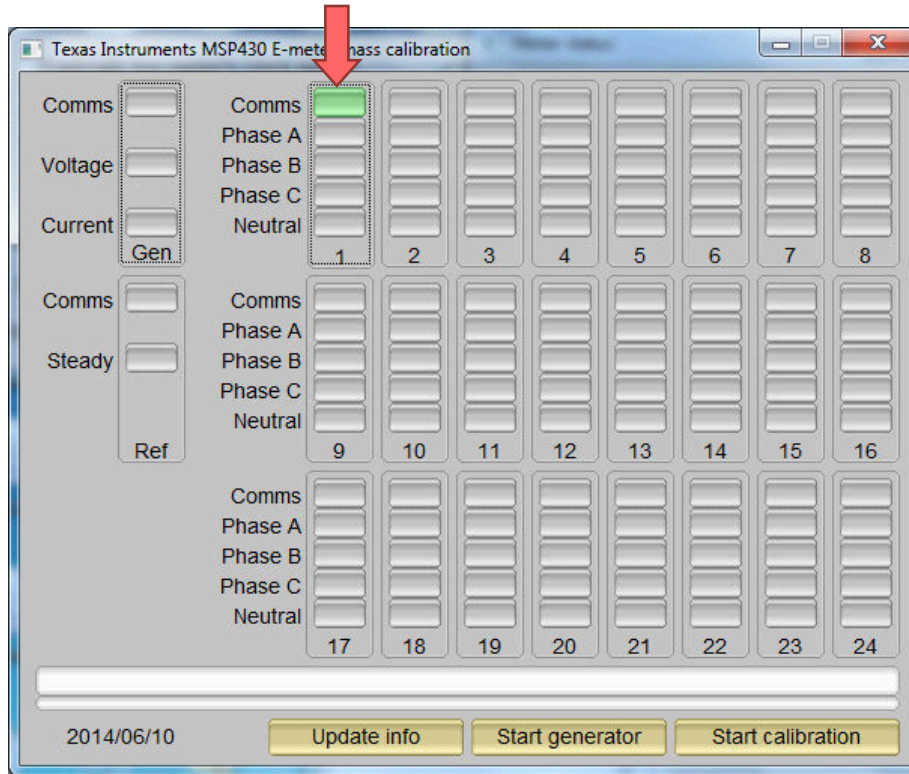 Texas Instruments MSP430 E-meter mass calibration
Comms
Voltage
Current
Gen
Comms
Steady
Ref
Comms
Phase A
Phase B
Phase C
Neutral
1 2 3 4 5 6 7 8
Comms
Phase A
Phase B
Phase C
Neutral
9 10 11 12 13 14 15 16
Comms
Phase A
Phase B
Phase C
Neutral
17 18 19 20 21 22 23 24
2014/06/10 Update info Start generator Start calibration